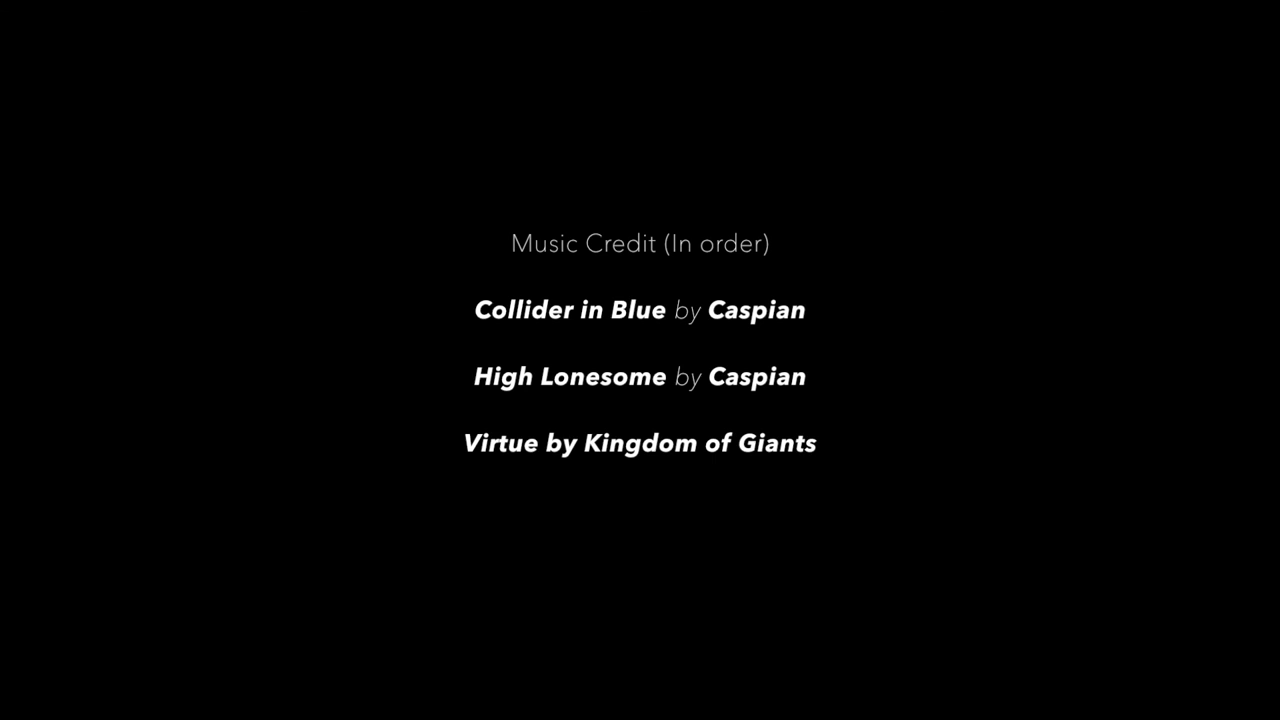 Music Credit (In order)
Collider in Blue by Caspian
High Lonesome by Caspian
Virtue by Kingdom of Giants